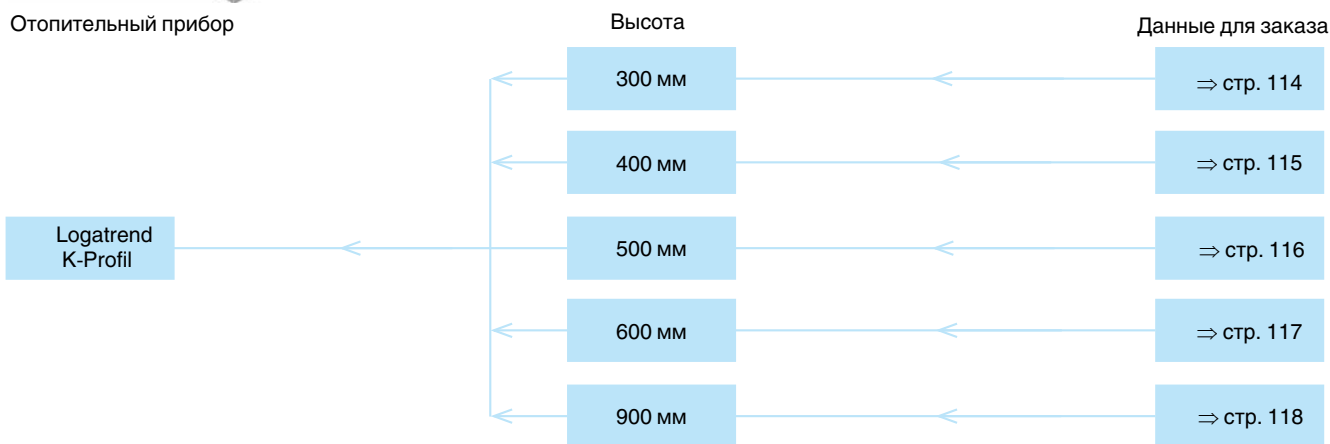 Отопительный прибор
Высота
Данные для заказа
300 мм
⇒ стр. 114
400 мм
⇒ стр. 115
Logatrend
K-Profil
500 мм
⇒ стр. 116
600 мм
⇒ стр. 117
900 мм
⇒ стр. 118